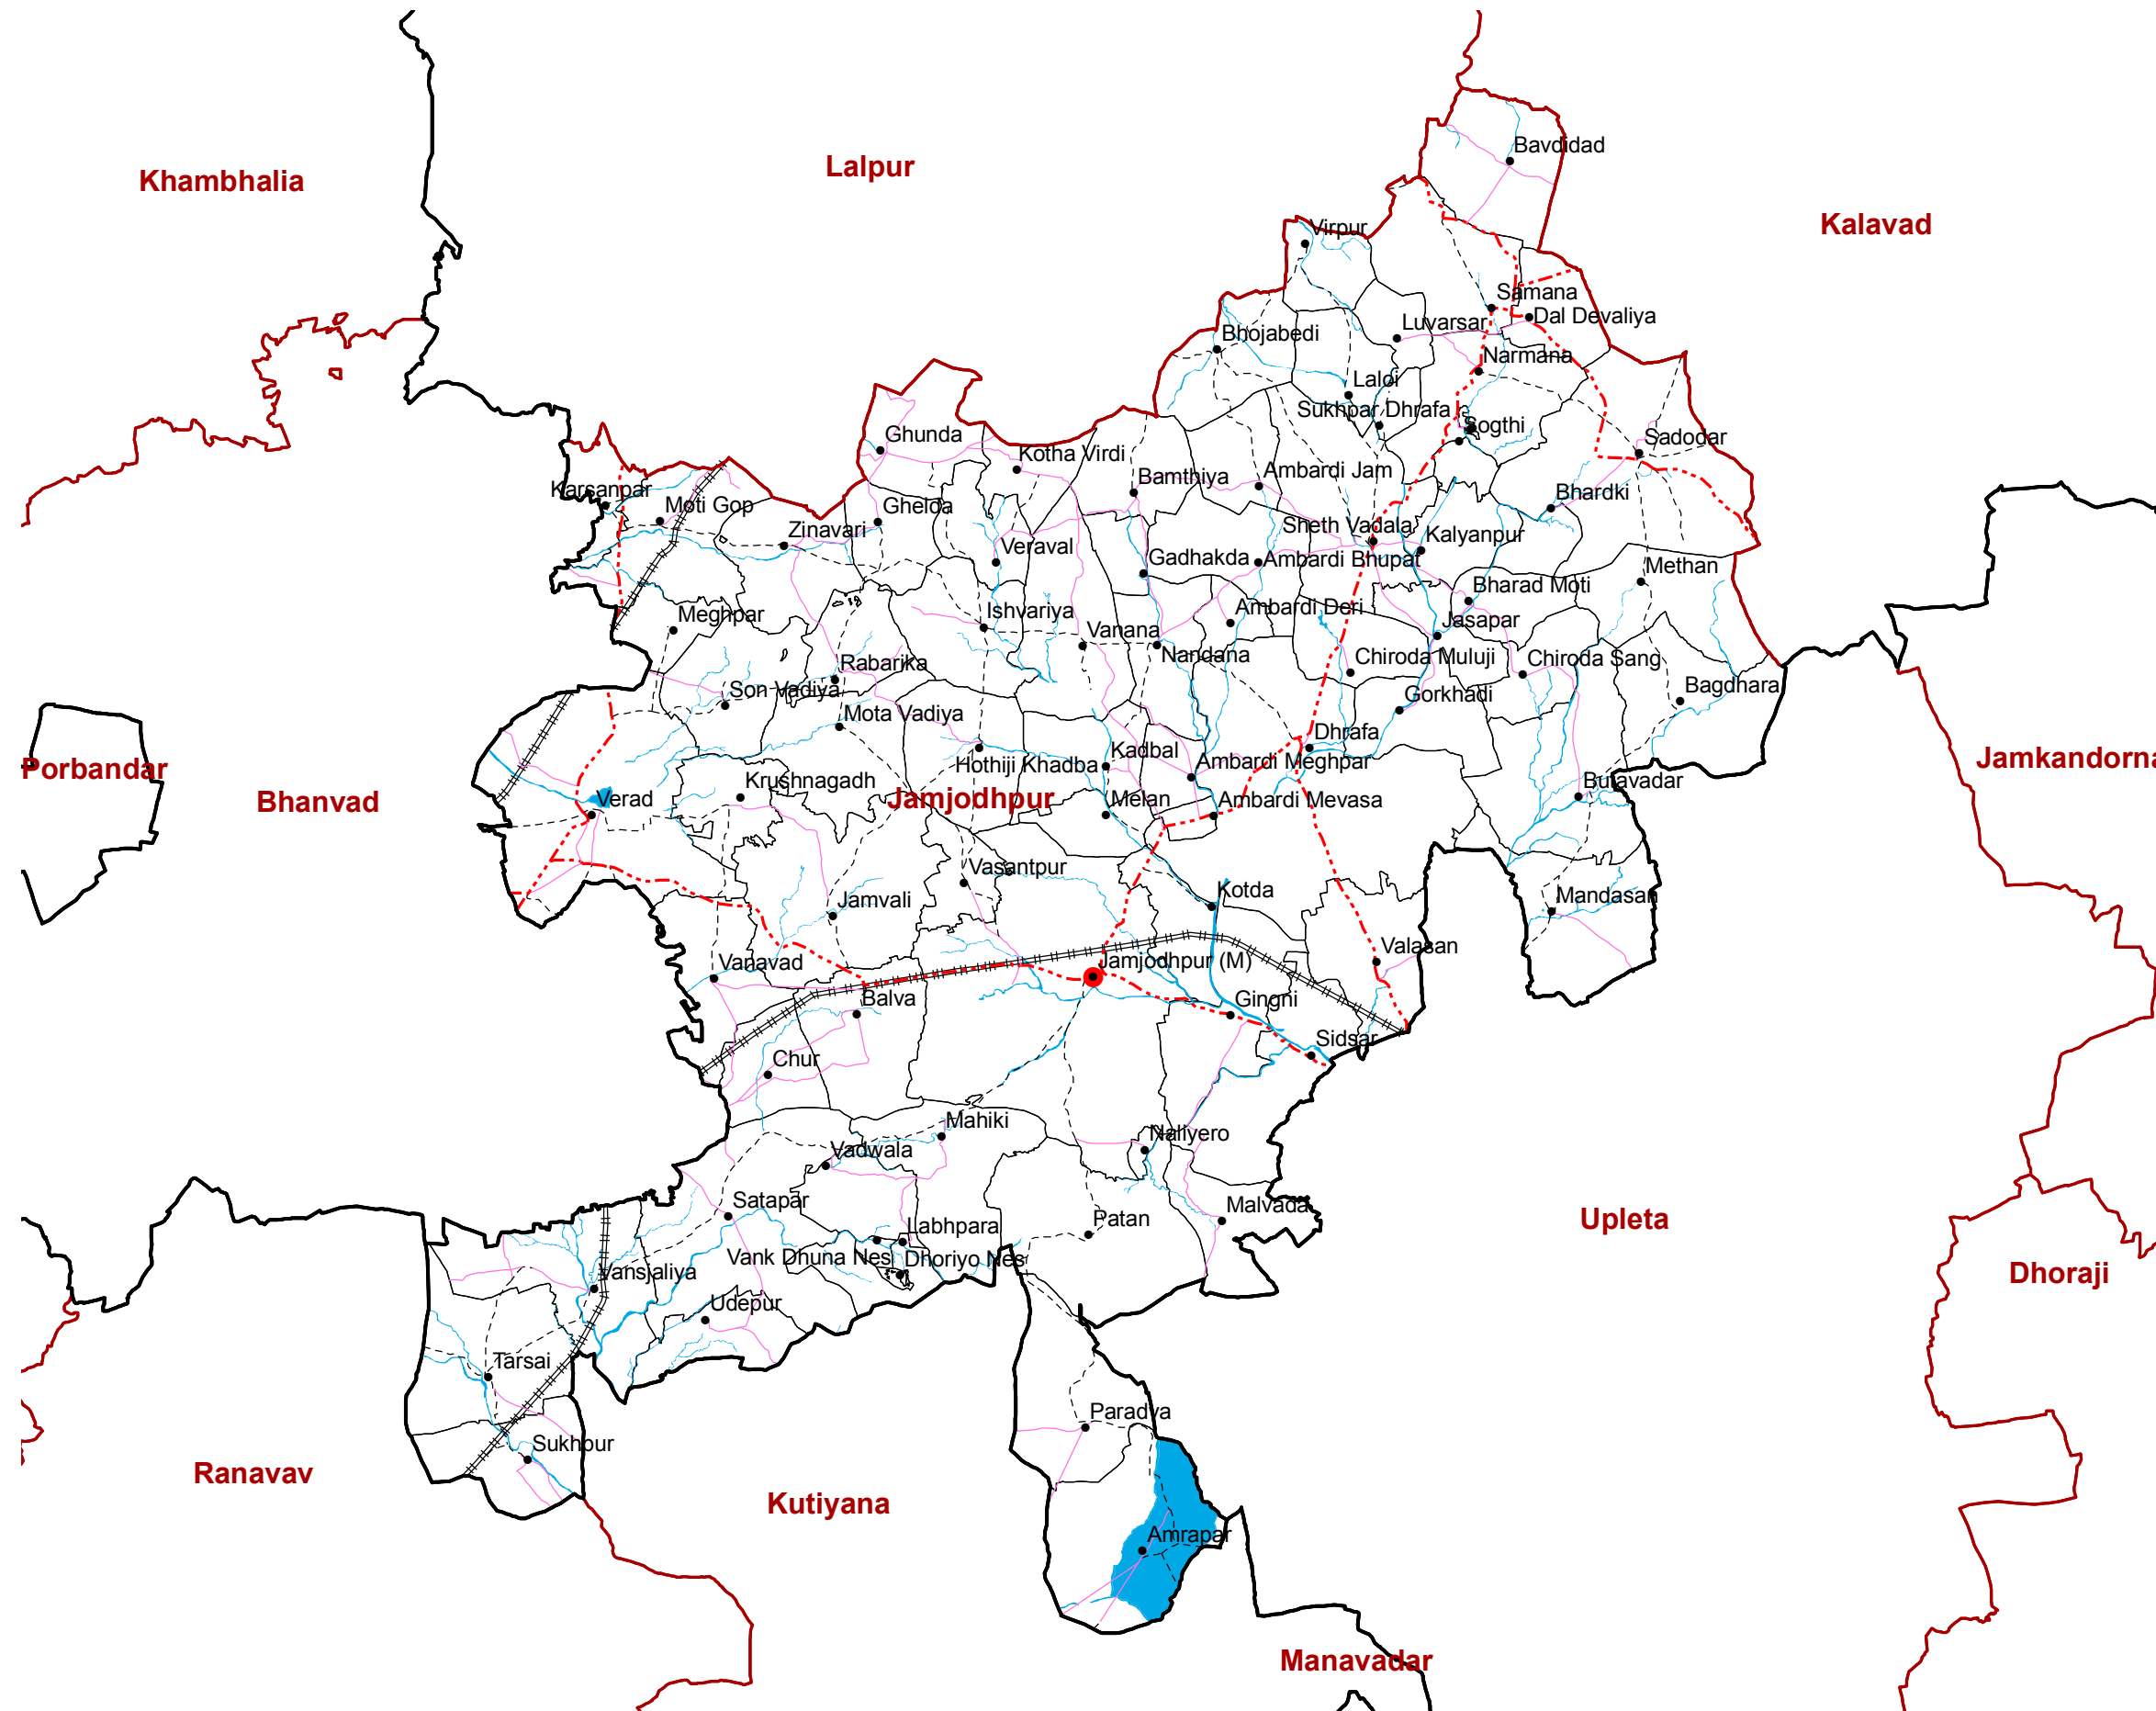 Bavdidad
Lalpur
Khambhalia
Kalavad
Virpur
Samana
Dal Devaliya
Luvarsar
Bhojabedi
Narmana
Laloi
Sukhpar Dhrafa
Sogthi
Ghunda
Sadodar
Kotha Virdi
Ambardi Jam
Bamthiya
Karsanpar
Bhardki
Moti Gop
Ghelda
Zinavari
Sheth Vadala
Kalyanpur
Veraval
Gadhakda
Ambardi Bhupat
Methan
Bharad Moti
Ambardi Deri
Ishvariya
Meghpar
Jasapar
Vanana
Nandana
Chiroda Muluji
Chiroda Sang
Rabarika
Bagdhara
Son Vadiya
Gorkhadi
Mota Vadiya
Dhrafa
Kadbal
Jamkandorna
Ambardi Meghpar
Hothiji Khadba
Porbandar
Krushnagadh
Butavadar
Bhanvad
Verad
Jamjodhpur
Melan
Ambardi Mevasa
Vasantpur
Kotda
Mandasan
Jamvali
Valasan
Vanavad
Jamjodhpur (M)
Balva
Gingni
Sidsar
Chur
Mahiki
Naliyero
Vadwala
Satapar
Malvada
Patan
Upleta
Labhpara
Vank Dhuna Nes
Dhoriyo Nes
Vansjaliya
Dhoraji
Udepur
Tarsai
Paradva
Sukhpur
Ranavav
Kutiyana
Amrapar
Manavadar